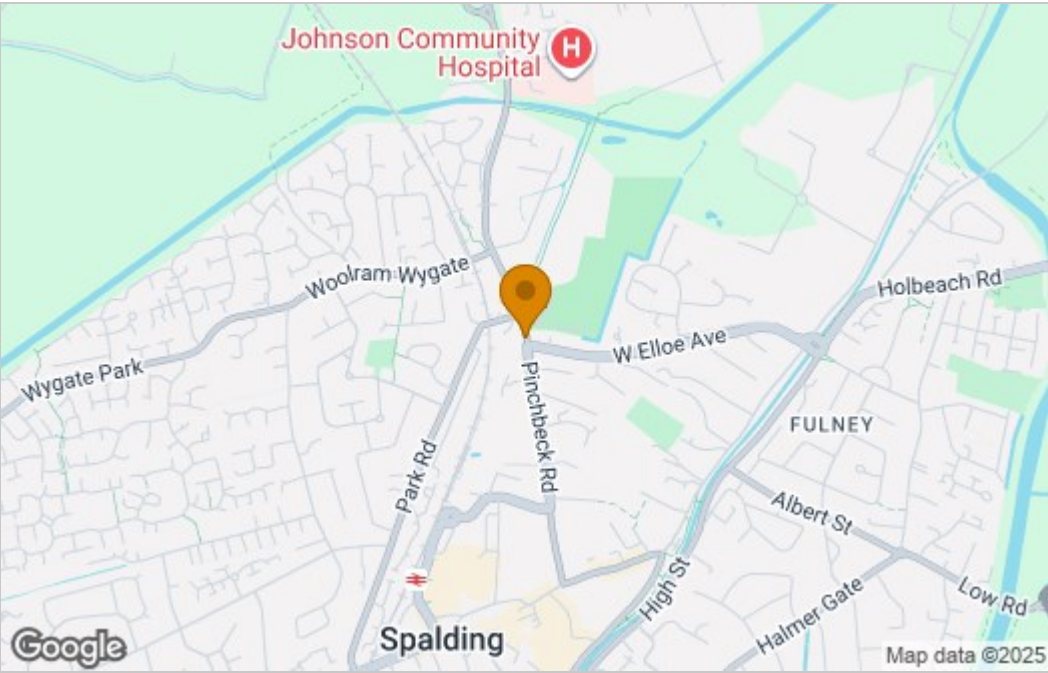 Johnson Community
Hospital
H
Woolram Wygate
Holbeach Rd
W Elloe Ave
Wygate Park
Pinchbeck Rd
FULNEY
Park Rd
Albert St
High St
Low Rd
Halmer Gate
Spalding
Google
Map data ©2025